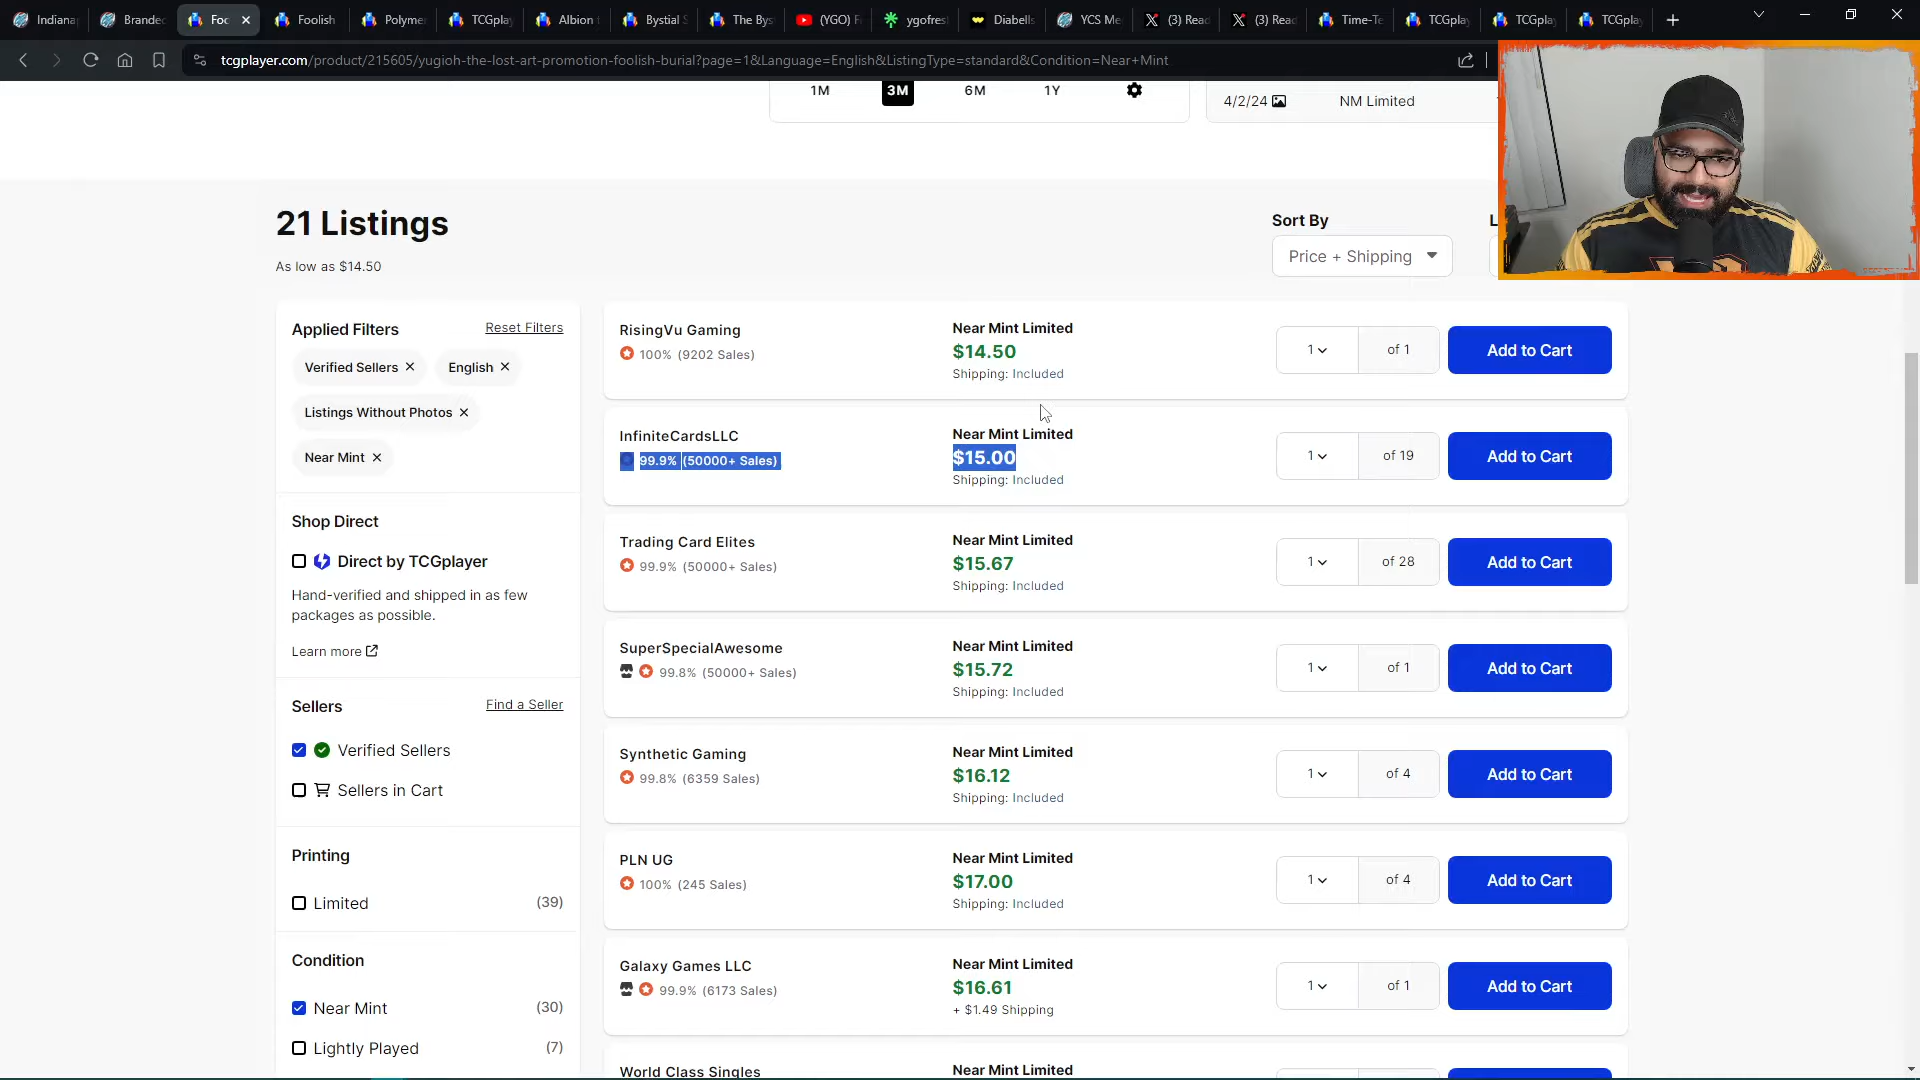 Indianap
Branded
Foo
Foolish
Polyme
TCGplay
Albion
Bystial S
The Bys
(YGO) F
ygofres
Diabells
YCS Me
(3) Rea
(3) Rea
Time-Te
TCGplay
TCGplay
TCGplay
tcgplayer.com/product/215605/yugioh-the-lost-art-promotion-foolish-burial?page=1&Language=English&ListingType=standard&Condition=Near+Mint
1M 3M 6M 1Y
4/2/24 NM Limited
21 Listings
As low as $14.50
Sort By
Price + Shipping
Applied Filters Reset Filters
Verified Sellers English
Listings Without Photos
Near Mint
Shop Direct
Direct by TCGplayer
Hand-verified and shipped in as few
packages as possible.
Learn more
Sellers Find a Seller
Verified Sellers
Sellers in Cart
Printing
Limited (39)
Condition
Near Mint (30)
Lightly Played (7)
RisingVu Gaming
100% (9202 Sales)
Near Mint Limited
$14.50
Shipping: Included
1 of 1
Add to Cart
InfiniteCardsLLC
99.9% (50000+ Sales)
Near Mint Limited
$15.00
Shipping: Included
1 of 19
Add to Cart
Trading Card Elites
99.9% (50000+ Sales)
Near Mint Limited
$15.67
Shipping: Included
1 of 28
Add to Cart
SuperSpecialAwesome
99.8% (50000+ Sales)
Near Mint Limited
$15.72
Shipping: Included
1 of 1
Add to Cart
Synthetic Gaming
99.8% (6359 Sales)
Near Mint Limited
$16.12
Shipping: Included
1 of 4
Add to Cart
PLN UG
100% (245 Sales)
Near Mint Limited
$17.00
Shipping: Included
1 of 4
Add to Cart
Galaxy Games LLC
99.9% (6173 Sales)
Near Mint Limited
$16.61
+ $1.49 Shipping
1 of 1
Add to Cart
World Class Singles
Near Mint Limited